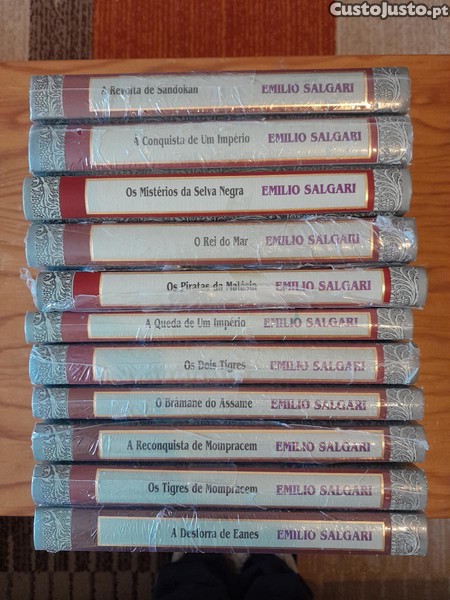 CustoJusto.pt
A Revolta de Sandokan EMILIO SALGARI
A Conquista de Um Império EMILIO SALGARI
Os Mistérios da Selva Negra EMILIO SALGARI
O Rei do Mar EMILIO SALGARI
Os Piratas da Malásia EMILIO SALGARI
A Queda de Um Império EMILIO SALGARI
Os Dois Tigres EMILIO SALGARI
O Brâmane do Assame EMILIO SALGARI
A Reconquista de Mompracem EMILIO SALGARI
Os Tigres de Mompracem EMILIO SALGARI
A Desforra de Eanes EMILIO SALGARI